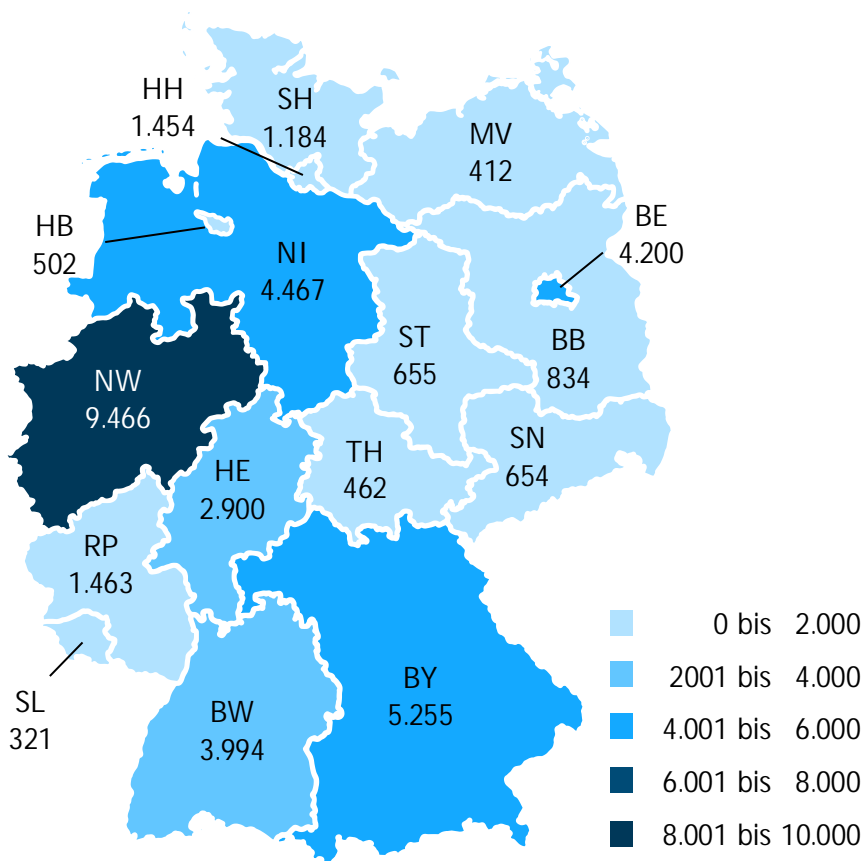 HH
1.454
SH
1.184
MV
412
HB
502
NI
4.467
BE
4.200
ST
655
BB
834
NW
9.466
HE
2.900
TH
462
SN
654
RP
1.463
SL
321
BW
3.994
BY
5.255
0 bis 2.000
2001 bis 4.000
4.001 bis 6.000
6.001 bis 8.000
8.001 bis 10.000